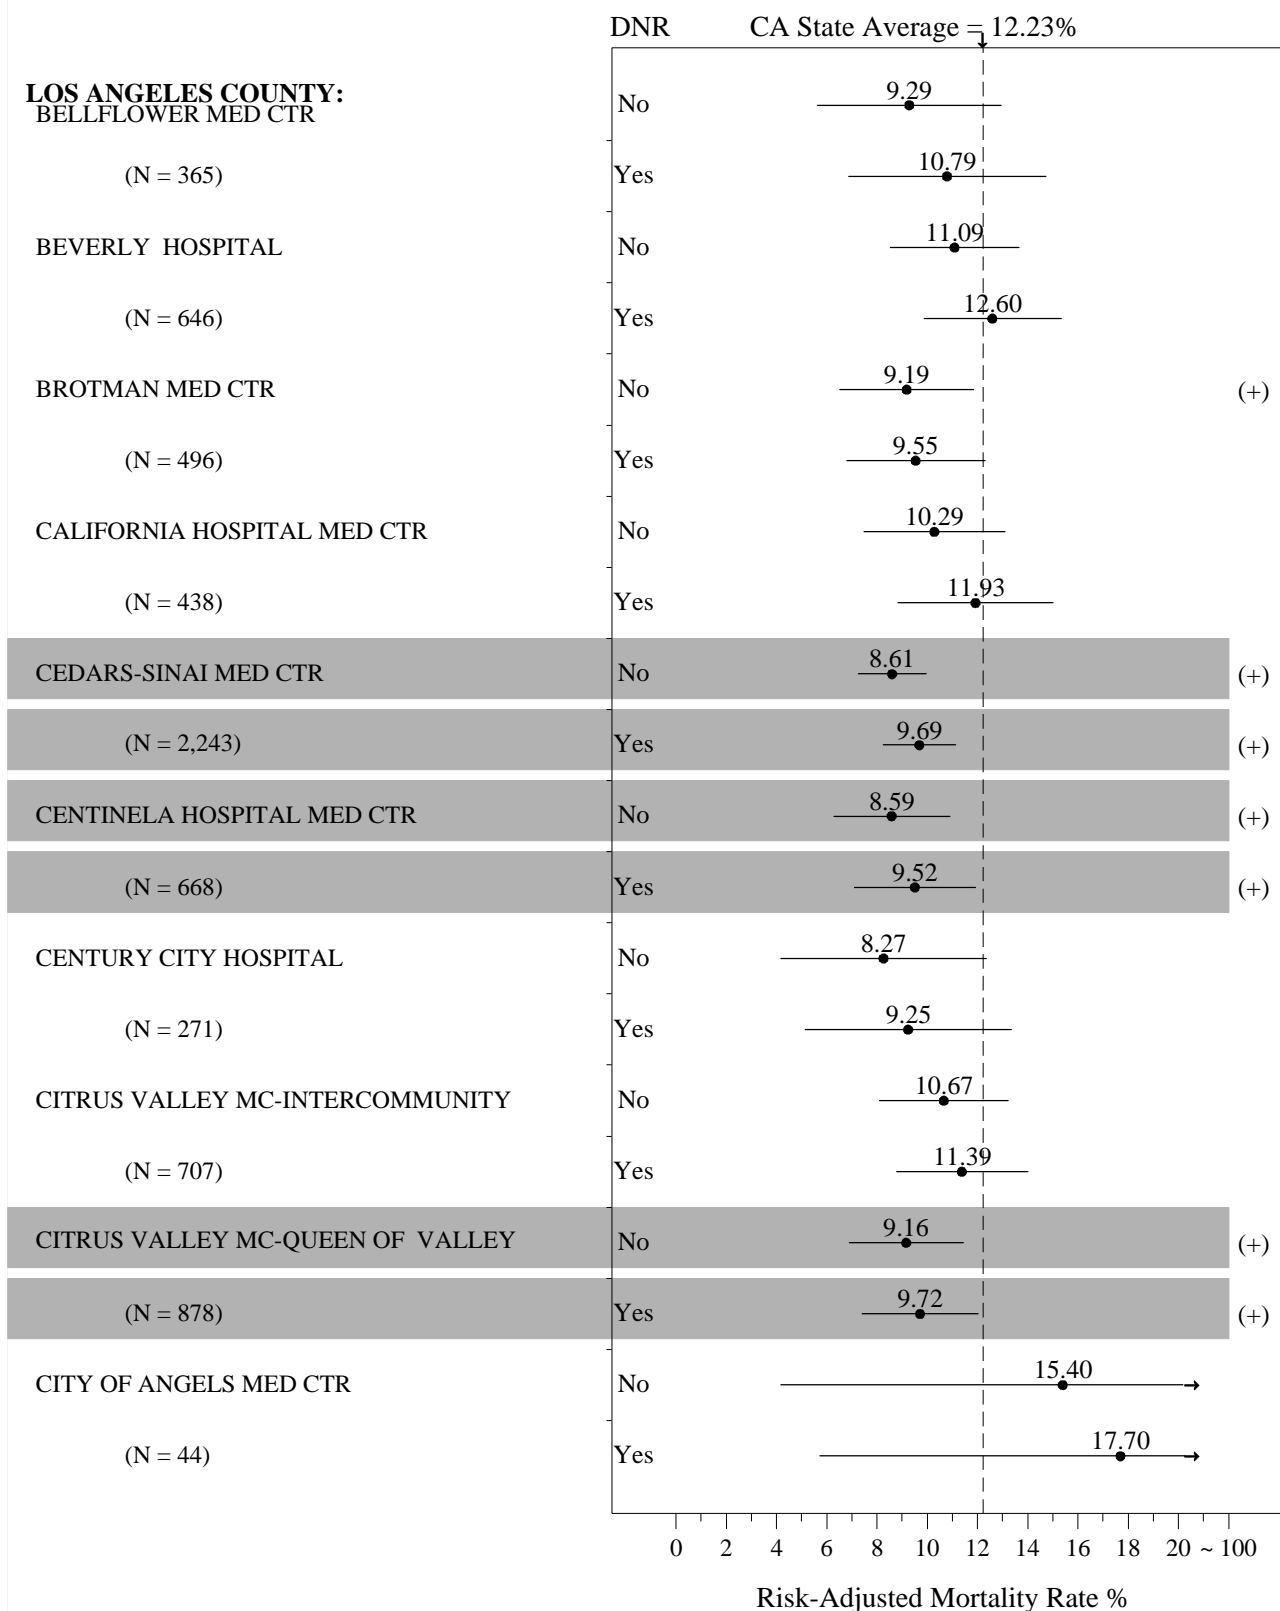 DNR CA State Average = 12.23%
LOS ANGELES COUNTY:
BELLFLOWER MED CTR No 9.29
(N = 365) Yes 10.79
BEVERLY HOSPITAL No 11.09
(N = 646) Yes 12.60
BROTMAN MED CTR No 9.19 (+)
(N = 496) Yes 9.55
CALIFORNIA HOSPITAL MED CTR No 10.29
(N = 438) Yes 11.93
CEDARS-SINAI MED CTR No 8.61 (+)
(N = 2,243) Yes 9.69 (+)
CENTINELA HOSPITAL MED CTR No 8.59 (+)
(N = 668) Yes 9.52 (+)
CENTURY CITY HOSPITAL No 8.27
(N = 271) Yes 9.25
CITRUS VALLEY MC-INTERCOMMUNITY No 10.67
(N = 707) Yes 11.39
CITRUS VALLEY MC-QUEEN OF VALLEY No 9.16 (+)
(N = 878) Yes 9.72 (+)
CITY OF ANGELS MED CTR No 15.40
(N = 44) Yes 17.70
0 2 4 6 8 10 12 14 16 18 20 ~ 100
Risk-Adjusted Mortality Rate %